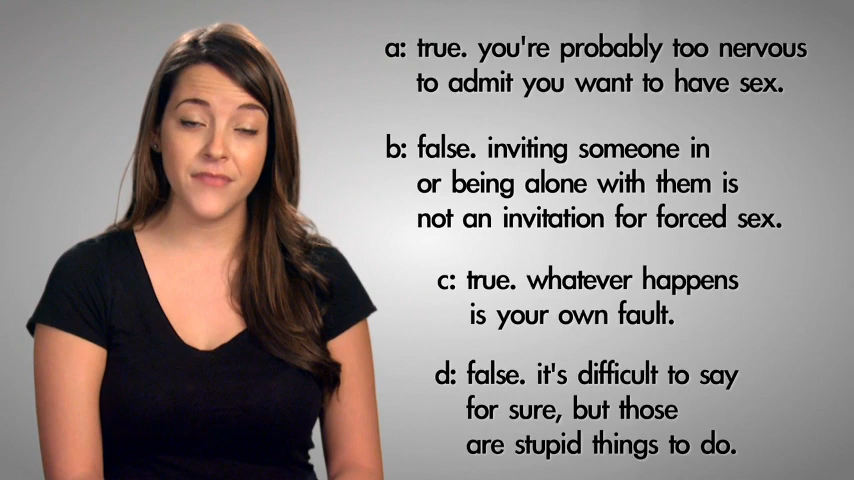 a: true. you're probably too nervous
to admit you want to have sex.
b: false. inviting someone in
or being alone with them is
not an invitation for forced sex.
c: true. whatever happens
is your own fault.
d: false. it's difficult to say
for sure, but those
are stupid things to do.